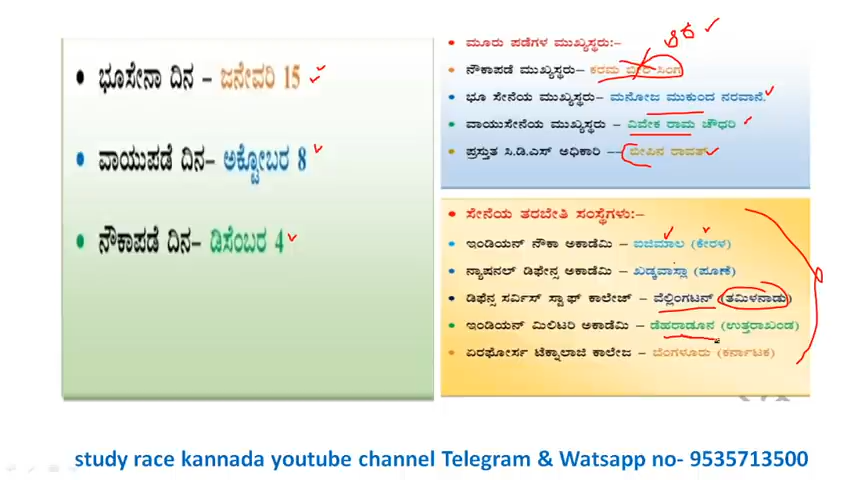 • ಭೂಸೇನಾ ದಿನ – ಜನೇವರಿ 15
• ವಾಯುಪಡೆ ದಿನ– ಅಕ್ಟೋಬರ 8
• ನೌಕಾಪಡೆ ದಿನ– ಡಿಸೆಂಬರ 4
• ಮೂರು ಪಡೆಗಳ ಮುಖ್ಯಸ್ಥರು:–
• ನೌಕಾಪಡೆ ಮುಖ್ಯಸ್ಥರು– ಕರಮ ಬೀರ ಸಿಂಗ
• ಭೂ ಸೇನೆಯ ಮುಖ್ಯಸ್ಥರು– ಮನೋಜ ಮುಕುಂದ ನರವಾನೆ.
• ವಾಯುಸೇನೆಯ ಮುಖ್ಯಸ್ಥರು – ವಿವೇಕ ರಾಮ ಚೌಧರಿ
• ಪ್ರಸ್ತುತ ಸಿ.ಡಿ.ಎಸ್ ಅಧಿಕಾರಿ –– ಬೀಪಿನ ರಾವತ್
• ಸೇನೆಯ ತರಬೇತಿ ಸಂಸ್ಥೆಗಳು:–
• ಇಂಡಿಯನ್ ನೌಕಾ ಅಕಾಡೆಮಿ – ಐಜಿಮಾಲ (ಕೇರಳ)
• ನ್ಯಾಷನಲ್ ಡಿಫೇನ್ಸ ಅಕಾಡೆಮಿ – ಖಡ್ಕವಾಸ್ಲಾ (ಪೂಣೆ)
• ಡಿಫೆನ್ಸ ಸರ್ವಿಸ್ ಸ್ಟಾಫ್ ಕಾಲೇಜ್ – ವೆಲ್ಲಿಂಗಟನ್ (ತಮಿಳನಾಡು)
• ಇಂಡಿಯನ್ ಮಿಲಿಟರಿ ಅಕಾಡೆಮಿ – ಡೆಹರಾಡೂನ (ಉತ್ತರಾಖಂಡ)
• ಏರಫೋರ್ಸ ಟೆಕ್ನಾಲಾಜಿ ಕಾಲೇಜ – ಬೆಂಗಳೂರು (ಕರ್ನಾಟಕ)
study race kannada youtube channel Telegram & Watsapp no- 9535713500